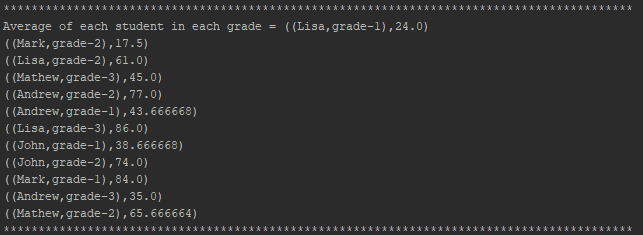 ******************************************************************************************
Average of each student in each grade = ((Lisa,grade-1),24.0)
((Mark,grade-2),17.5)
((Lisa,grade-2),61.0)
((Mathew,grade-3),45.0)
((Andrew,grade-2),77.0)
((Andrew,grade-1),43.666668)
((Lisa,grade-3),86.0)
((John,grade-1),38.666668)
((John,grade-2),74.0)
((Mark,grade-1),84.0)
((Andrew,grade-3),35.0)
((Mathew,grade-2),65.666664)
******************************************************************************************